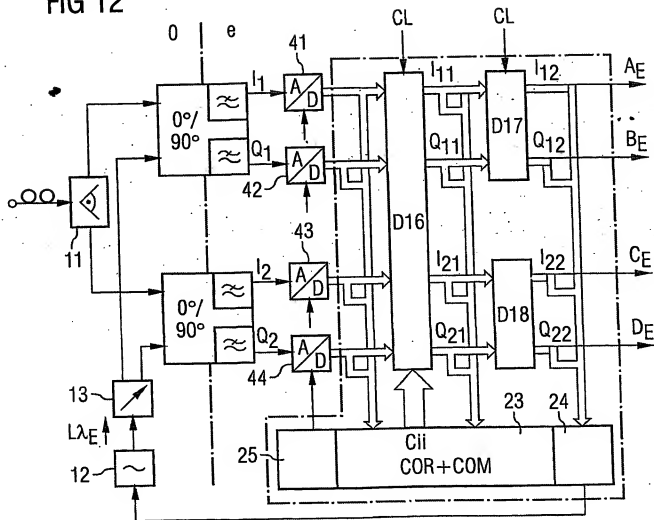 FIG 12
0 e
CL CL
41
I1 A/D I11 I12 AE
0°/90°
D17
Q1 A/D Q11 Q12 BE
42
D16
11
43
I2 A/D I21 I22 CE
0°/90°
D18
Q2 A/D Q21 Q22 DE
44
13
LλE
12
25 Cii 23 24
COR+COM